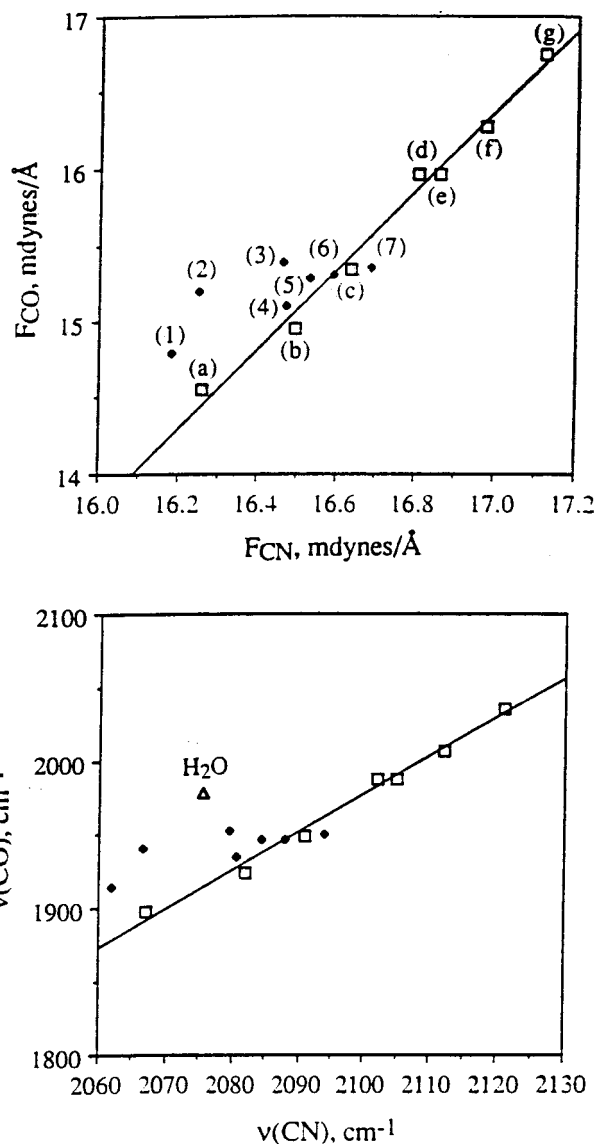 17
(g)
(f)
(d)
(e)
16
FCO, mdynes/Å
(3)
(6)
(7)
(2)
(5)
(c)
(4)
15
(1)
(b)
(a)
14
16.0 16.2 16.4 16.6 16.8 17.0 17.2
FCN, mdynes/Å
2100
H2O
2000
ν(CO), cm-1
1900
1800
2060 2070 2080 2090 2100 2110 2120 2130
ν(CN), cm-1